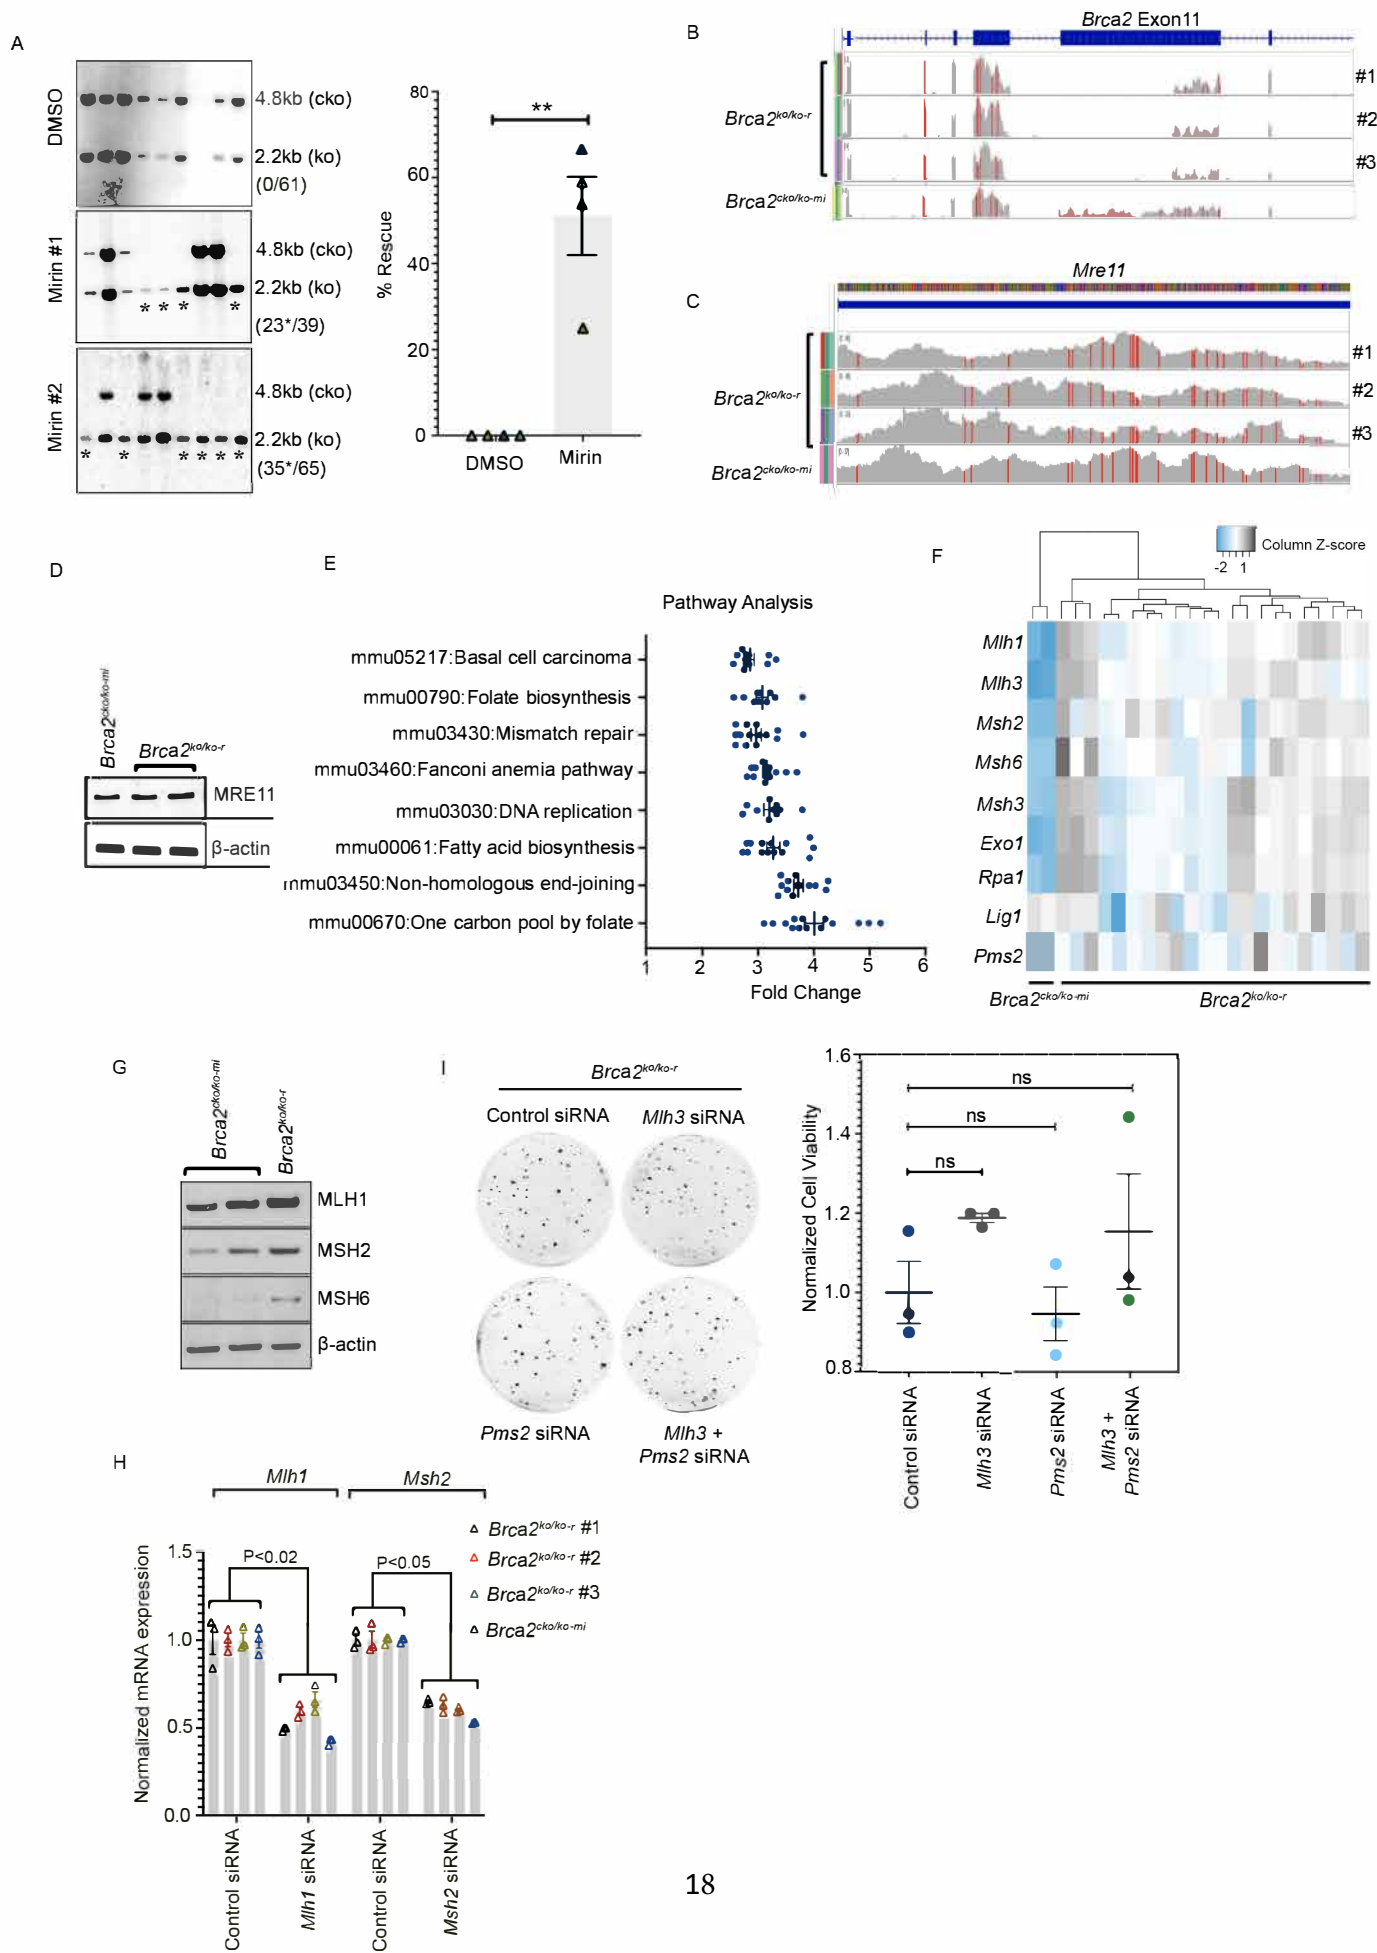 A
DMSO
4.8kb (cko)
2.2kb (ko)
(0/61)
Mirin #1
4.8kb (cko)
2.2kb (ko)
* * * *
(23*/39)
Mirin #2
4.8kb (cko)
2.2kb (ko)
* * * * * *
(35*/65)
% Rescue
80
60
40
20
0
**
DMSO
Mirin
B
Brca2 Exon11
Brca2ko/ko-r
#1
#2
#3
Brca2cko/ko-mi
C
Mre11
Brca2ko/ko-r
#1
#2
#3
Brca2cko/ko-mi
D
Brca2cko/ko-mi
Brca2ko/ko-r
MRE11
β-actin
E
Pathway Analysis
mmu05217:Basal cell carcinoma
mmu00790:Folate biosynthesis
mmu03430:Mismatch repair
mmu03460:Fanconi anemia pathway
mmu03030:DNA replication
mmu00061:Fatty acid biosynthesis
mmu03450:Non-homologous end-joining
mmu00670:One carbon pool by folate
1 2 3 4 5 6
Fold Change
F
Column Z-score
-2 1
Mlh1
Mlh3
Msh2
Msh6
Msh3
Exo1
Rpa1
Lig1
Pms2
Brca2cko/ko-mi
Brca2ko/ko-r
G
Brca2cko/ko-mi
Brca2ko/ko-r
MLH1
MSH2
MSH6
β-actin
I
Brca2ko/ko-r
Control siRNA
Mlh3 siRNA
Pms2 siRNA
Mlh3 +
Pms2 siRNA
Normalized Cell Viability
1.6
1.4
1.2
1.0
0.8
ns
ns
ns
Control siRNA
Mlh3 siRNA
Pms2 siRNA
Mlh3 +
Pms2 siRNA
H
Mlh1
Msh2
Normalized mRNA expression
1.5
1.0
0.5
0.0
P<0.02
P<0.05
Brca2ko/ko-r #1
Brca2ko/ko-r #2
Brca2ko/ko-r #3
Brca2cko/ko-mi
Control siRNA
Mlh1 siRNA
Control siRNA
Msh2 siRNA
18